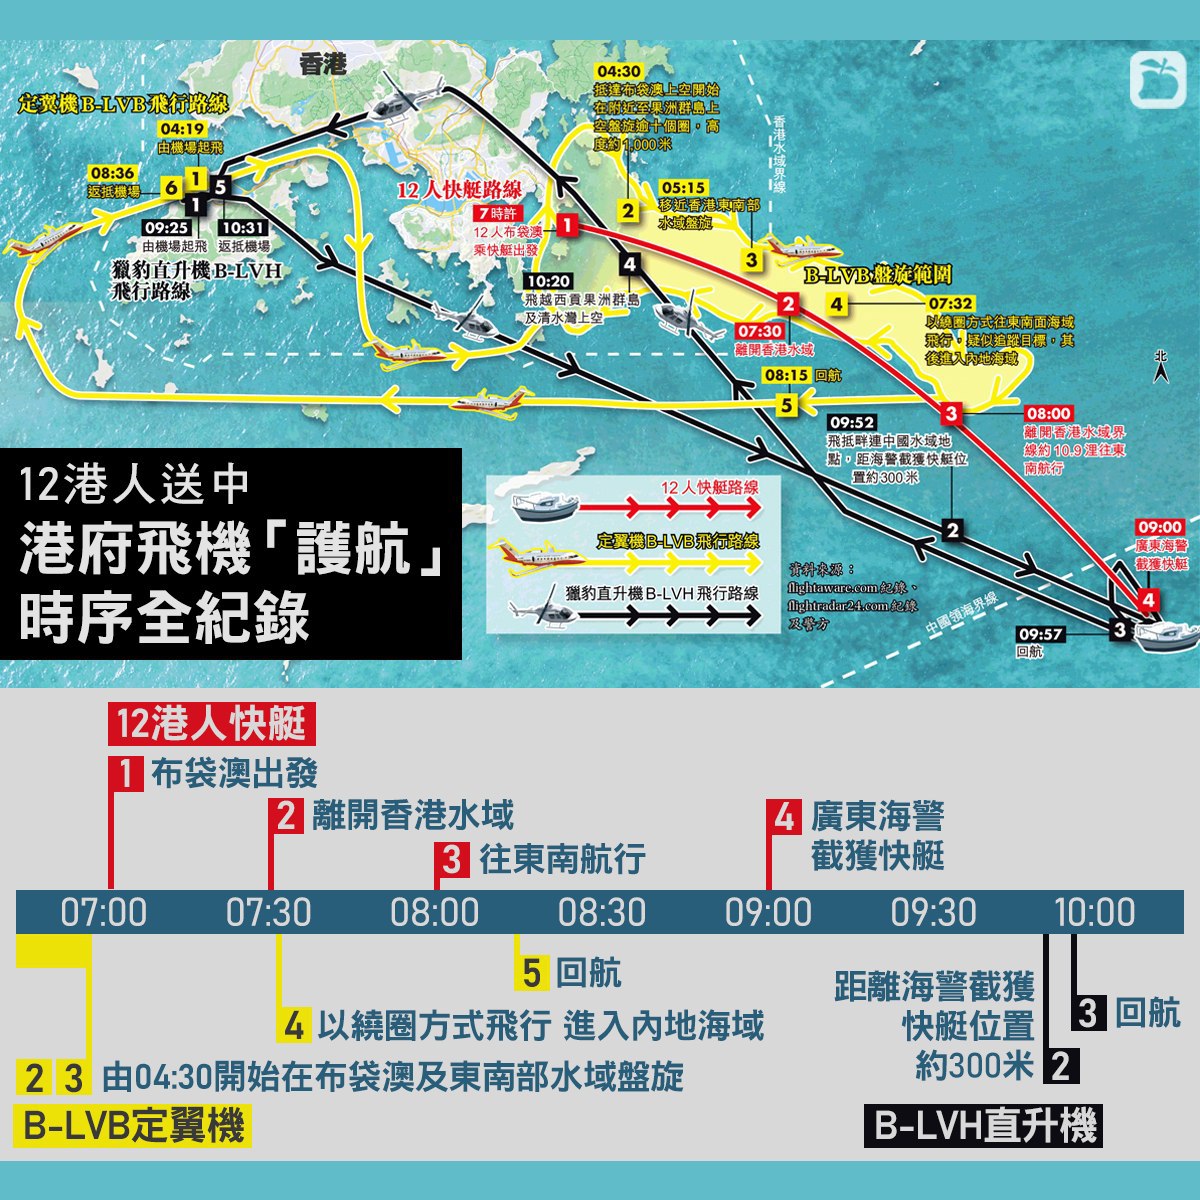 香港
定翼機B-LVB飛行路線
04:19
由機場起飛
08:36
返抵機場
6
1
5
1
09:25
由機場起飛
10:31
返抵機場
獵豹直升機B-LVH
飛行路線
04:30
抵達布袋澳上空開始
在附近至果洲群島上
空盤旋逾十個圈，高
度約1,000米
香港水域界線
12人快艇路線
7時許
12人布袋澳
乘快艇出發
1
2
05:15
移近香港東南部
水域盤旋
3
4
10:20
飛越西貢果洲群島
及清水灣上空
B-LVB盤旋範圍
2
4
07:30
離開香港水域
07:32
以繞圈方式往東南面海域
飛行，疑似追蹤目標，其
後進入內地海域
北
08:15 回航
5
3
08:00
離開香港水域界
線約10.9浬往東
南航行
09:52
飛抵毗連中國水域地
點，距海警截獲快艇位
置約300米
2
09:00
廣東海警
截獲快艇
4
中國領海界線
09:57
回航
3
12港人送中
港府飛機「護航」
時序全紀錄
12人快艇路線
定翼機B-LVB飛行路線
獵豹直升機B-LVH飛行路線
資料來源：
flightaware.com紀錄、
flightradar24.com紀錄
及警方
12港人快艇
1 布袋澳出發
2 離開香港水域
3 往東南航行
4 廣東海警
截獲快艇
07:00 07:30 08:00 08:30 09:00 09:30 10:00
5 回航
4 以繞圈方式飛行 進入內地海域
2 3 由04:30開始在布袋澳及東南部水域盤旋
B-LVB定翼機
距離海警截獲
快艇位置
約300米 2
3 回航
B-LVH直升機